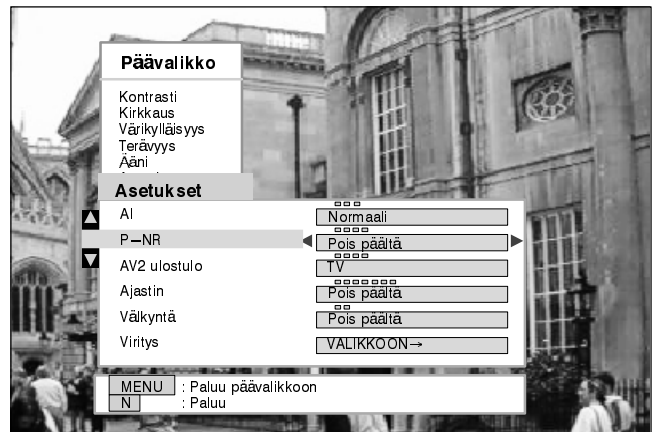 Päävalikko
Kontrasti
Kirkkaus
Värikylläisyys
Terävyys
Ääni
Asetukset
AI Normaali
P–NR Pois päältä
AV2 ulostulo TV
Ajastin Pois päältä
Välkyntä Pois päältä
Viritys VALIKKOON→
MENU : Paluu päävalikkoon
N : Paluu